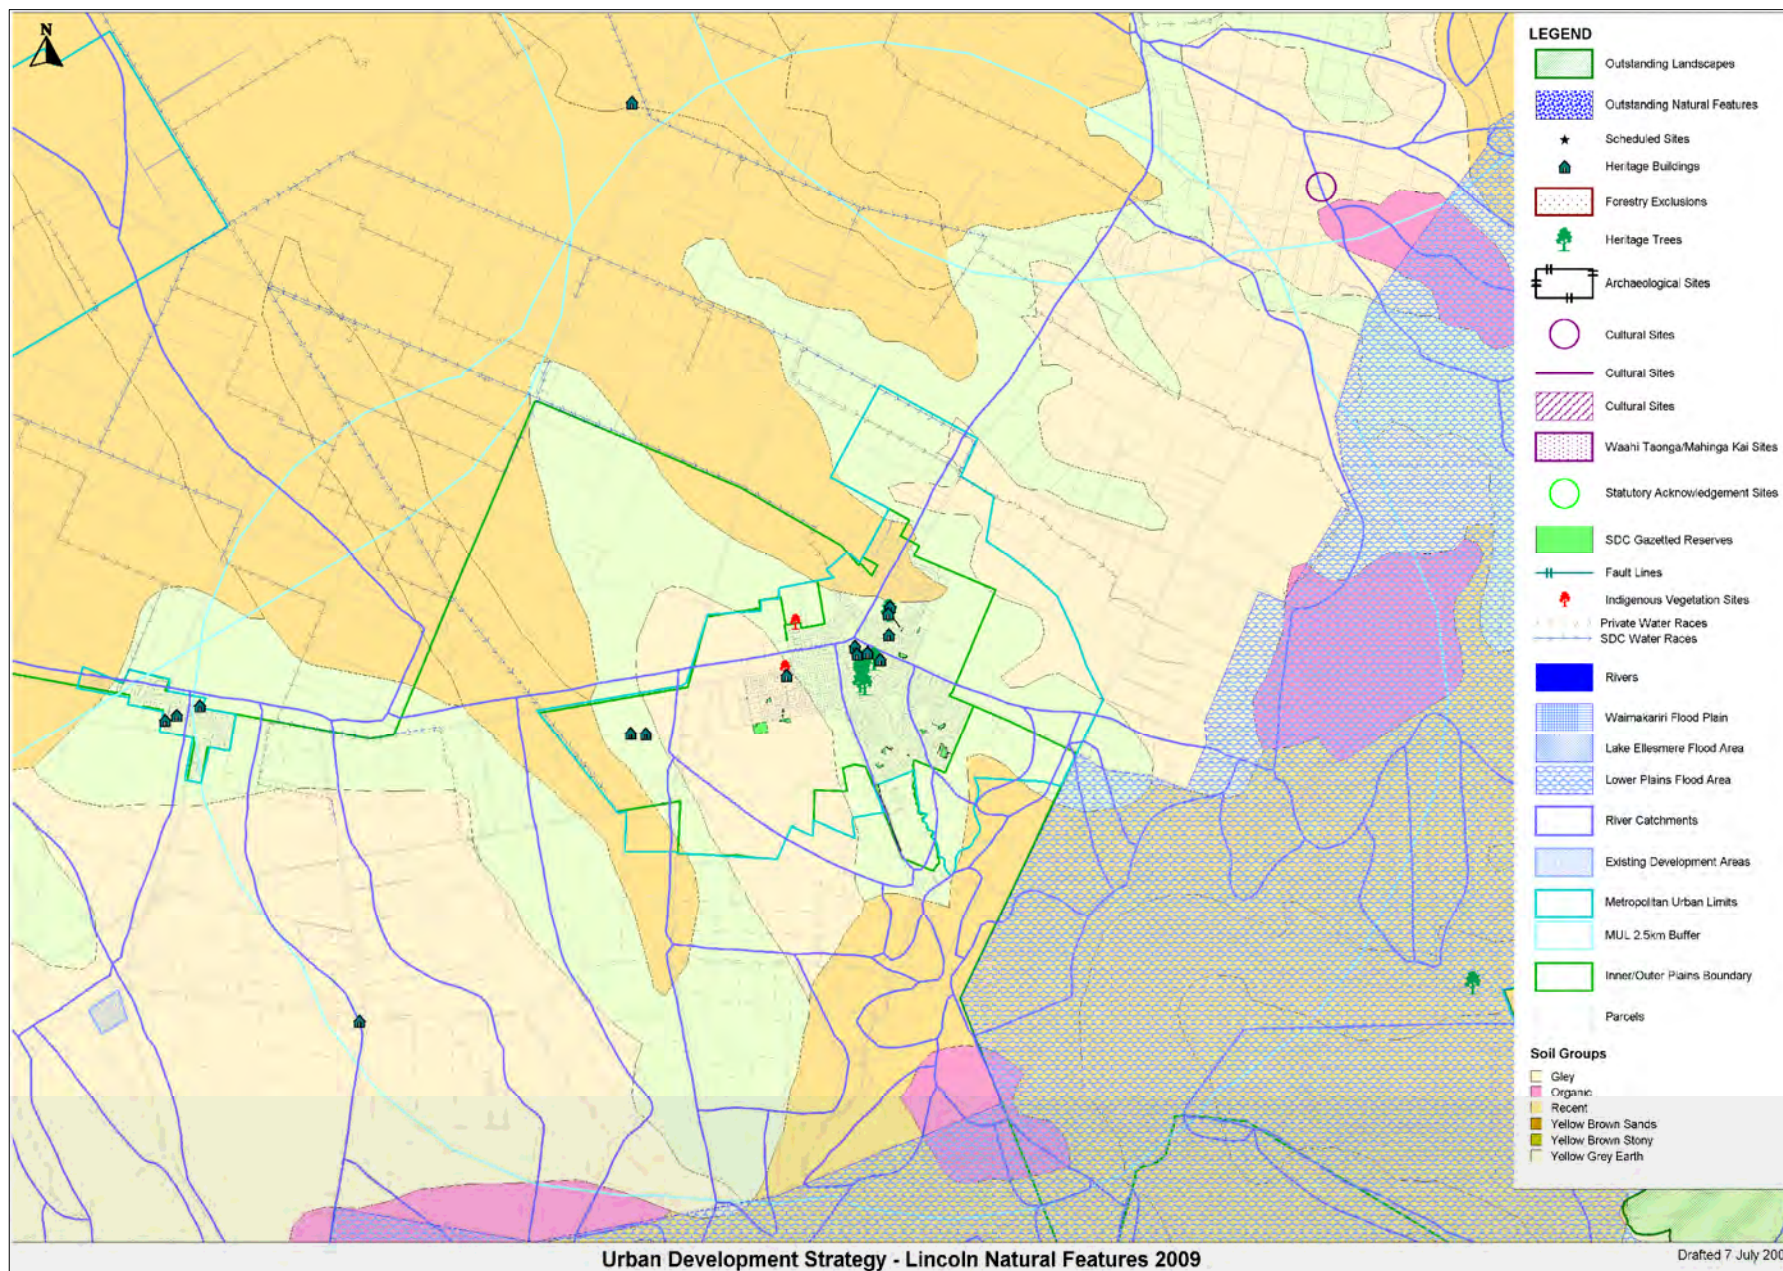 N
LEGEND
Outstanding Landscapes
Outstanding Natural Features
Scheduled Sites
Heritage Buildings
Forestry Exclusions
Heritage Trees
Archaeological Sites
Cultural Sites
Cultural Sites
Cultural Sites
Waahi Taonga/Mahinga Kai Sites
Statutory Acknowledgement Sites
SDC Gazetted Reserves
Fault Lines
Indigenous Vegetation Sites
Private Water Races
SDC Water Races
Rivers
Waimakariri Flood Plain
Lake Ellesmere Flood Area
Lower Plains Flood Area
River Catchments
Existing Development Areas
Metropolitan Urban Limits
MUL 2.5km Buffer
Inner/Outer Plains Boundary
Parcels
Soil Groups
Gley
Organic
Recent
Yellow Brown Sands
Yellow Brown Stony
Yellow Grey Earth
Urban Development Strategy - Lincoln Natural Features 2009
Drafted 7 July 200